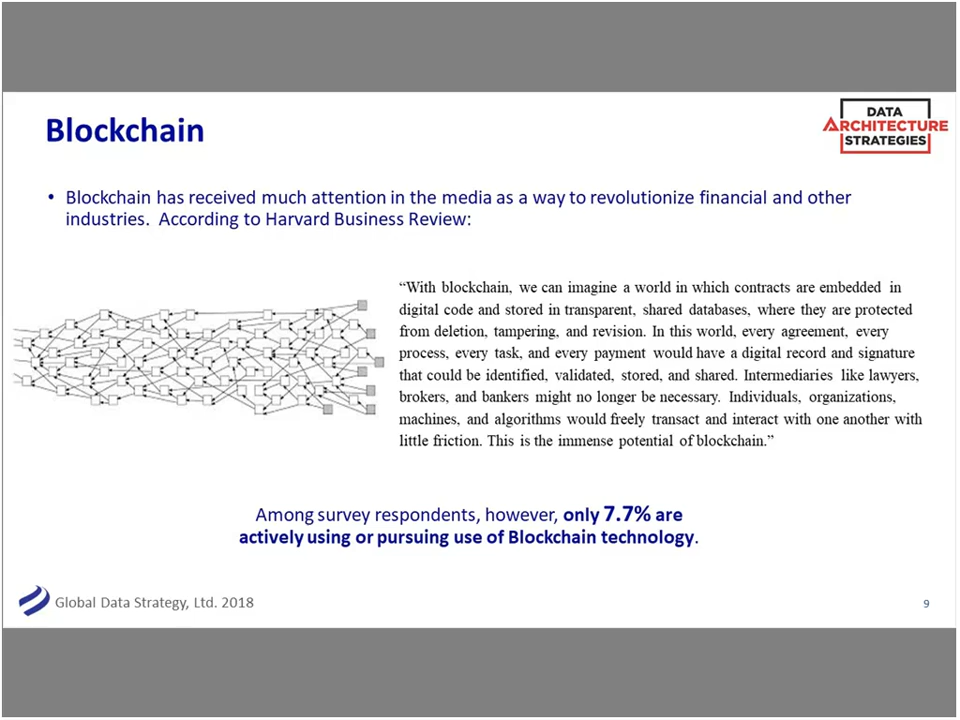 Blockchain
DATA
ARCHITECTURE
STRATEGIES
• Blockchain has received much attention in the media as a way to revolutionize financial and other
industries.  According to Harvard Business Review:
“With blockchain, we can imagine a world in which contracts are embedded in
digital code and stored in transparent, shared databases, where they are protected
from deletion, tampering, and revision. In this world, every agreement, every
process, every task, and every payment would have a digital record and signature
that could be identified, validated, stored, and shared. Intermediaries like lawyers,
brokers, and bankers might no longer be necessary. Individuals, organizations,
machines, and algorithms would freely transact and interact with one another with
little friction. This is the immense potential of blockchain.”
Among survey respondents, however, only 7.7% are
actively using or pursuing use of Blockchain technology.
Global Data Strategy, Ltd. 2018
9